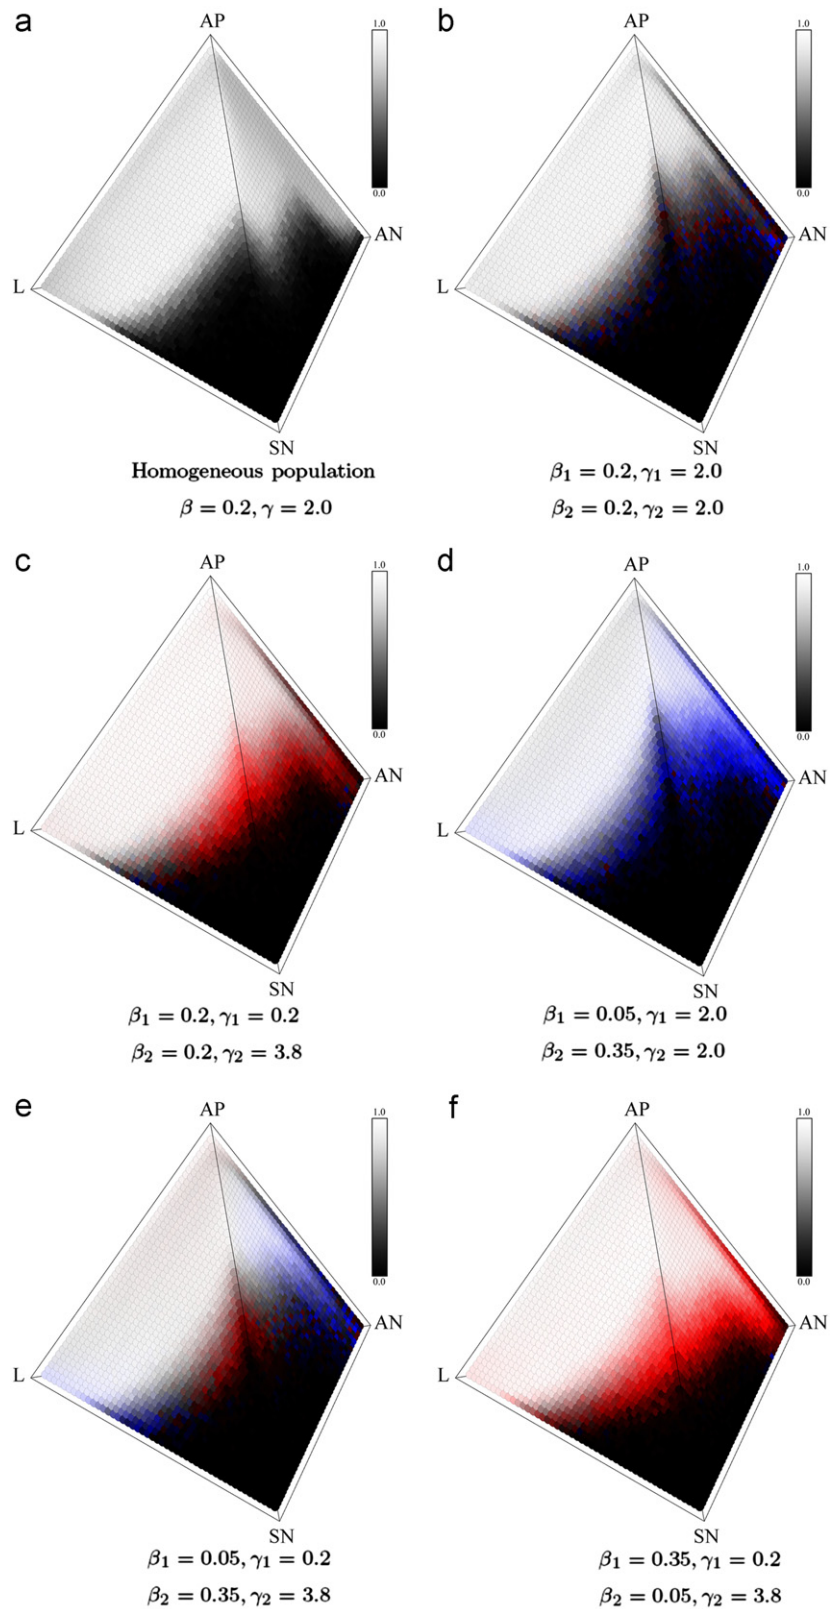 a
AP
1.0
0.0
AN
L
SN
Homogeneous population
β = 0.2, γ = 2.0
b
AP
1.0
0.0
AN
L
SN
β₁ = 0.2, γ₁ = 2.0
β₂ = 0.2, γ₂ = 2.0
c
AP
1.0
0.0
AN
L
SN
β₁ = 0.2, γ₁ = 0.2
β₂ = 0.2, γ₂ = 3.8
d
AP
1.0
0.0
AN
L
SN
β₁ = 0.05, γ₁ = 2.0
β₂ = 0.35, γ₂ = 2.0
e
AP
1.0
0.0
AN
L
SN
β₁ = 0.05, γ₁ = 0.2
β₂ = 0.35, γ₂ = 3.8
f
AP
1.0
0.0
AN
L
SN
β₁ = 0.35, γ₁ = 0.2
β₂ = 0.05, γ₂ = 3.8